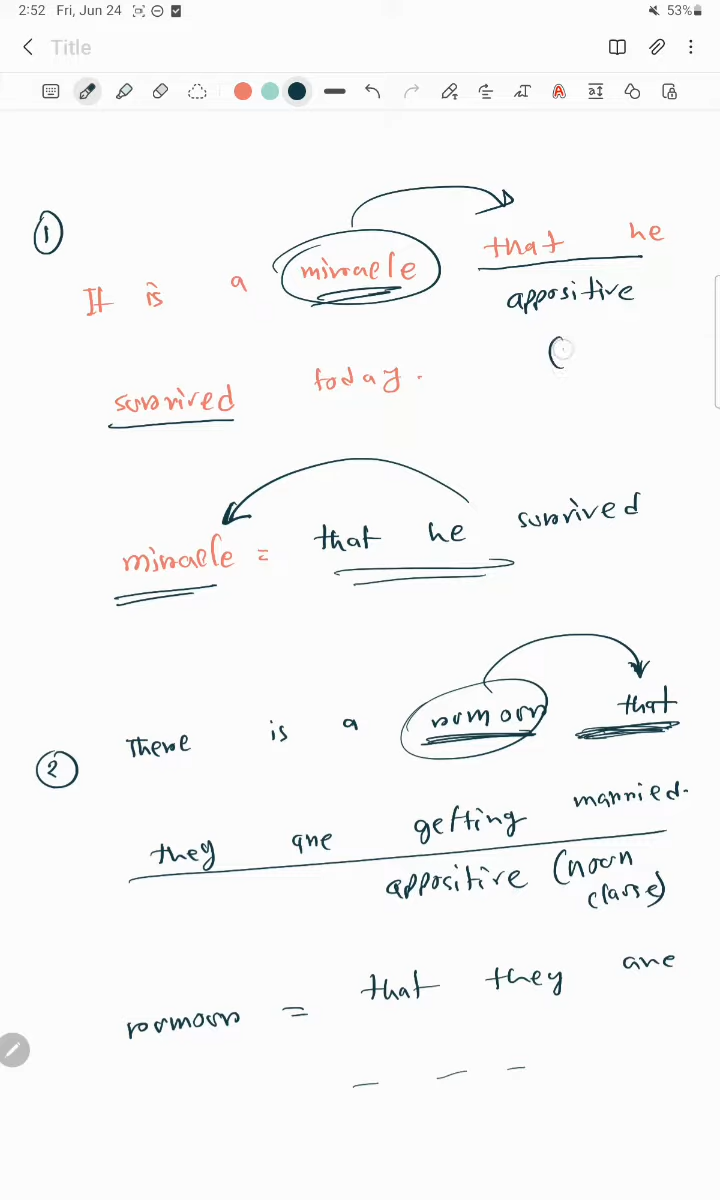 2:52 Fri, Jun 24
53%
Title
①
It is a miracle that he
appositive
(
survived today.
miracle = that he survived
② There is a rumour that
they are getting married.
appositive (noun
clause)
rumour = that they are
_ _ _